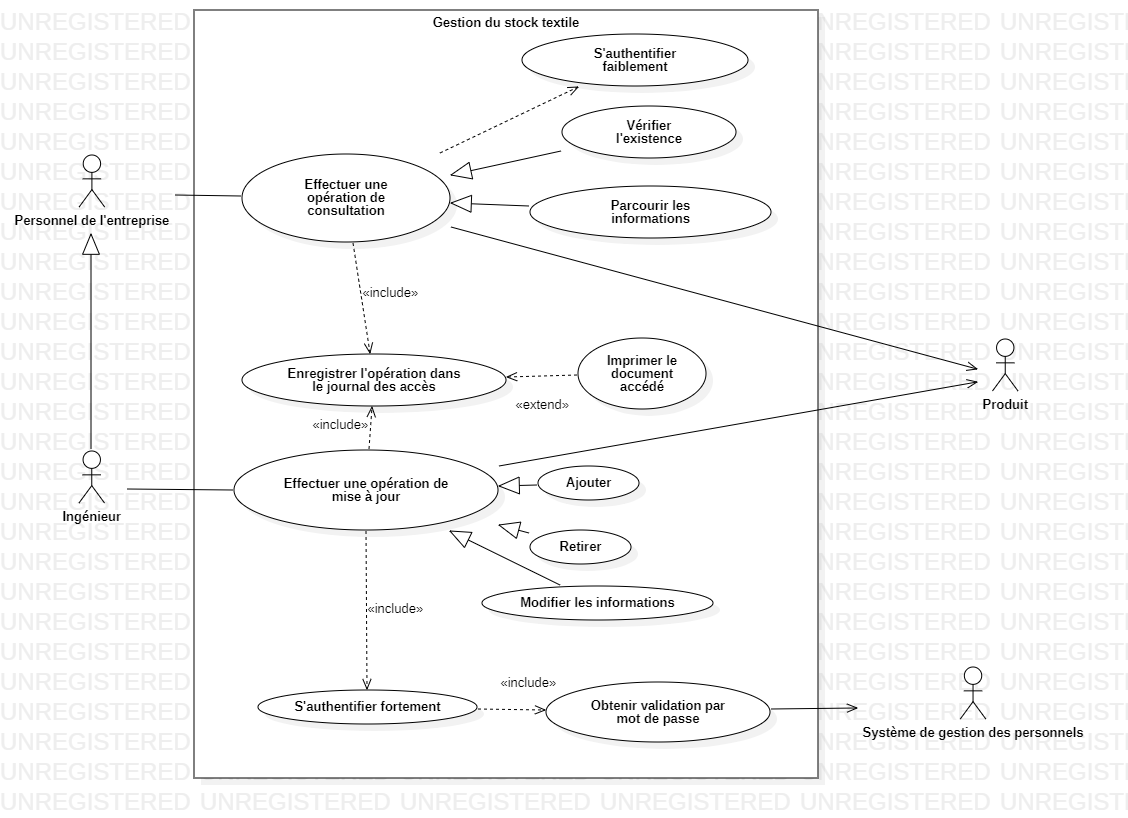 Gestion du stock textile
S'authentifier
faiblement
Vérifier
l'existence
Effectuer une
opération de
consultation
Parcourir les
informations
Personnel de l'entreprise
«include»
Enregistrer l'opération dans
le journal des accès
Imprimer le
document
accédé
«extend»
Produit
«include»
Effectuer une opération de
mise à jour
Ajouter
Ingénieur
Retirer
Modifier les informations
«include»
S'authentifier fortement
«include»
Obtenir validation par
mot de passe
Système de gestion des personnels
UNREGISTERED UNREGISTERED UNREGISTERED UNREGISTERED UNREGISTERED UNREGISTERED